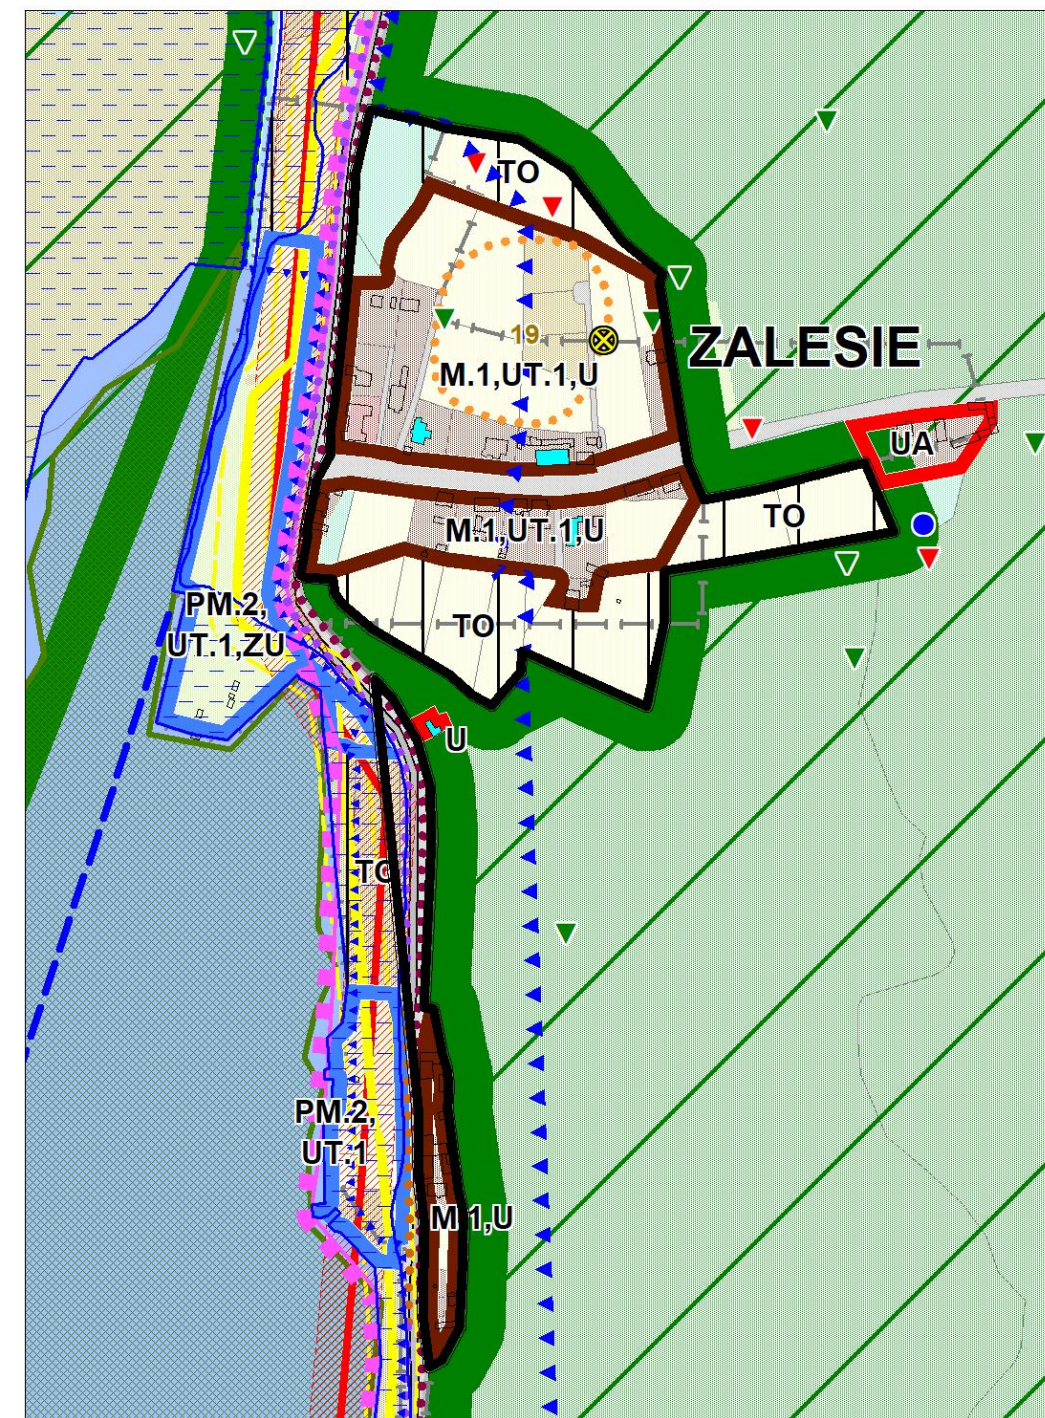 TO
19
ZALESIE
M.1,UT.1,U
UA
TO
M.1,UT.1,U
PM.2,
UT.1,ZU
TO
U
TO
PM.2,
UT.1
M.1,U